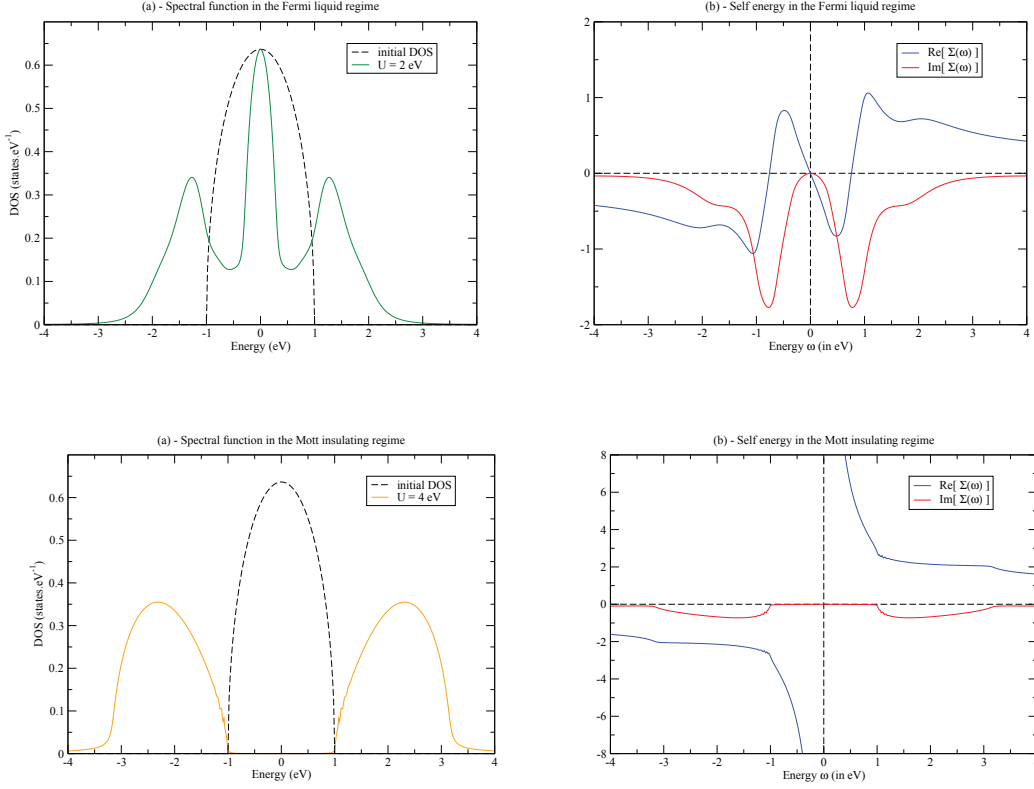 (a) - Spectral function in the Fermi liquid regime
initial DOS
U = 2 eV
DOS (states.eV⁻¹)
0.6
0.5
0.4
0.3
0.2
0.1
0
-4 -3 -2 -1 0 1 2 3 4
Energy (eV)
(b) - Self energy in the Fermi liquid regime
Re[ Σ(ω) ]
Im[ Σ(ω) ]
2
1
0
-1
-2
-4 -3 -2 -1 0 1 2 3 4
Energy ω (in eV)
(a) - Spectral function in the Mott insulating regime
initial DOS
U = 4 eV
DOS (states.eV⁻¹)
0.6
0.5
0.4
0.3
0.2
0.1
0
-4 -3 -2 -1 0 1 2 3 4
Energy (eV)
(b) - Self energy in the Mott insulating regime
Re[ Σ(ω) ]
Im[ Σ(ω) ]
8
6
4
2
0
-2
-4
-6
-8
-4 -3 -2 -1 0 1 2 3 4
Energy ω (in eV)